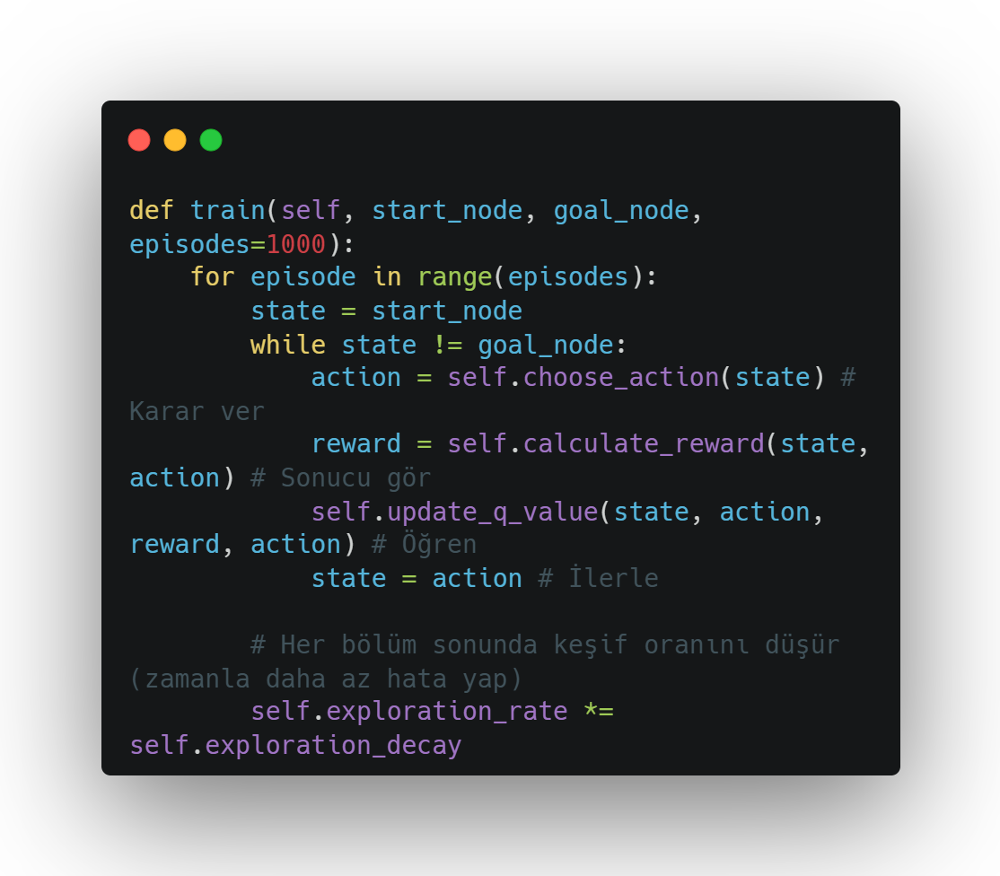 def train(self, start_node, goal_node,
episodes=1000):
    for episode in range(episodes):
        state = start_node
        while state != goal_node:
            action = self.choose_action(state) #
Karar ver
            reward = self.calculate_reward(state,
action) # Sonucu gör
            self.update_q_value(state, action,
reward, action) # Öğren
            state = action # İlerle

        # Her bölüm sonunda keşif oranını düşür
(zamanla daha az hata yap)
        self.exploration_rate *=
self.exploration_decay